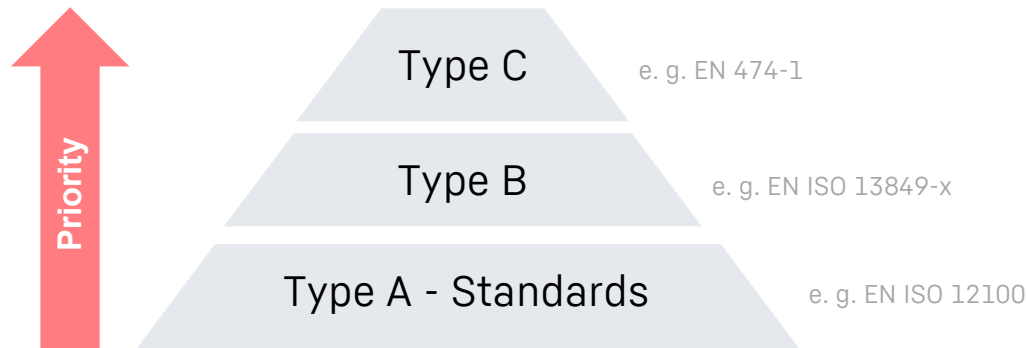 Priority
Type C
e. g. EN 474-1
Type B
e. g. EN ISO 13849-x
Type A - Standards
e. g. EN ISO 12100